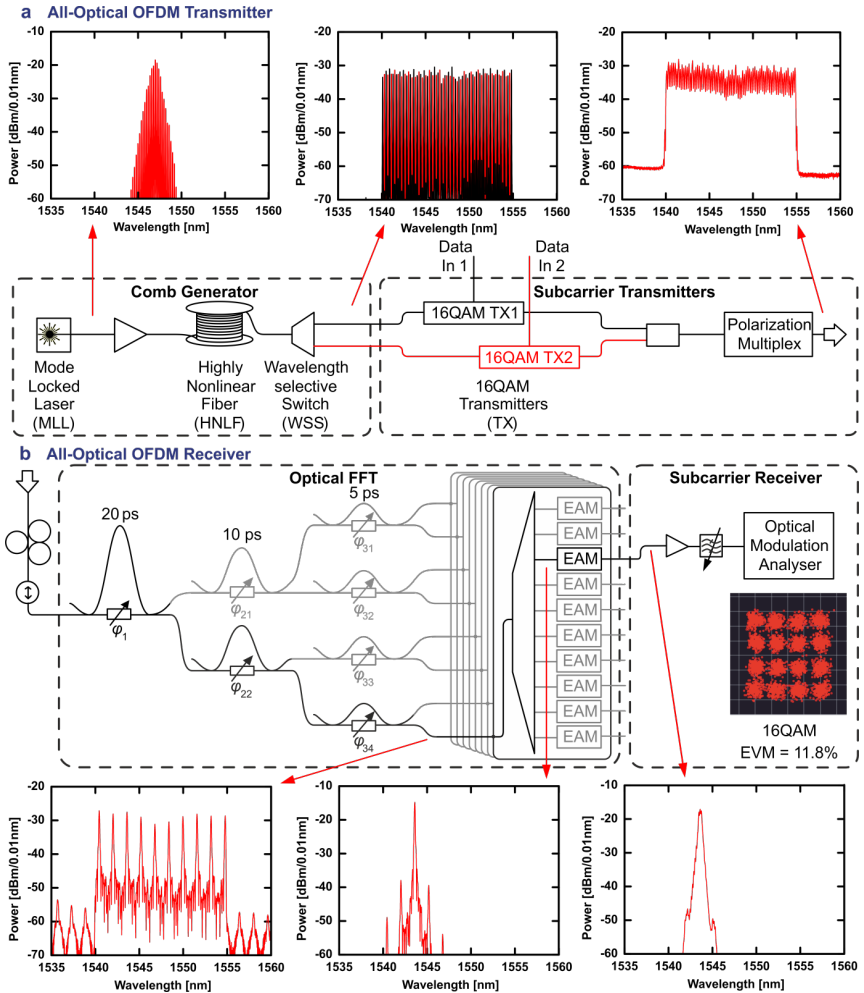 a All-Optical OFDM Transmitter
Power [dBm/0.01nm]
-10
-20
-30
-40
-50
-60
1535 1540 1545 1550 1555 1560
Wavelength [nm]
Power [dBm/0.01nm]
-20
-30
-40
-50
-60
-70
1535 1540 1545 1550 1555 1560
Wavelength [nm]
Power [dBm/0.01nm]
-20
-30
-40
-50
-60
-70
1535 1540 1545 1550 1555 1560
Wavelength [nm]
Data
In 1
Data
In 2
Comb Generator
Mode
Locked
Laser
(MLL)
Highly
Nonlinear
Fiber
(HNLF)
Wavelength
selective
Switch
(WSS)
Subcarrier Transmitters
16QAM TX1
16QAM TX2
16QAM
Transmitters
(TX)
Polarization
Multiplex
b All-Optical OFDM Receiver
Optical FFT
20 ps
10 ps
5 ps
φ1
φ21
φ22
φ31
φ32
φ33
φ34
EAM
EAM
EAM
EAM
EAM
EAM
EAM
EAM
EAM
EAM
Subcarrier Receiver
Optical
Modulation
Analyser
16QAM
EVM = 11.8%
Power [dBm/0.01nm]
-20
-30
-40
-50
-60
-70
1535 1540 1545 1550 1555 1560
Wavelength [nm]
Power [dBm/0.01nm]
-10
-20
-30
-40
-50
-60
1535 1540 1545 1550 1555 1560
Wavelength [nm]
Power [dBm/0.01nm]
-10
-20
-30
-40
-50
-60
1535 1540 1545 1550 1555 1560
Wavelength [nm]